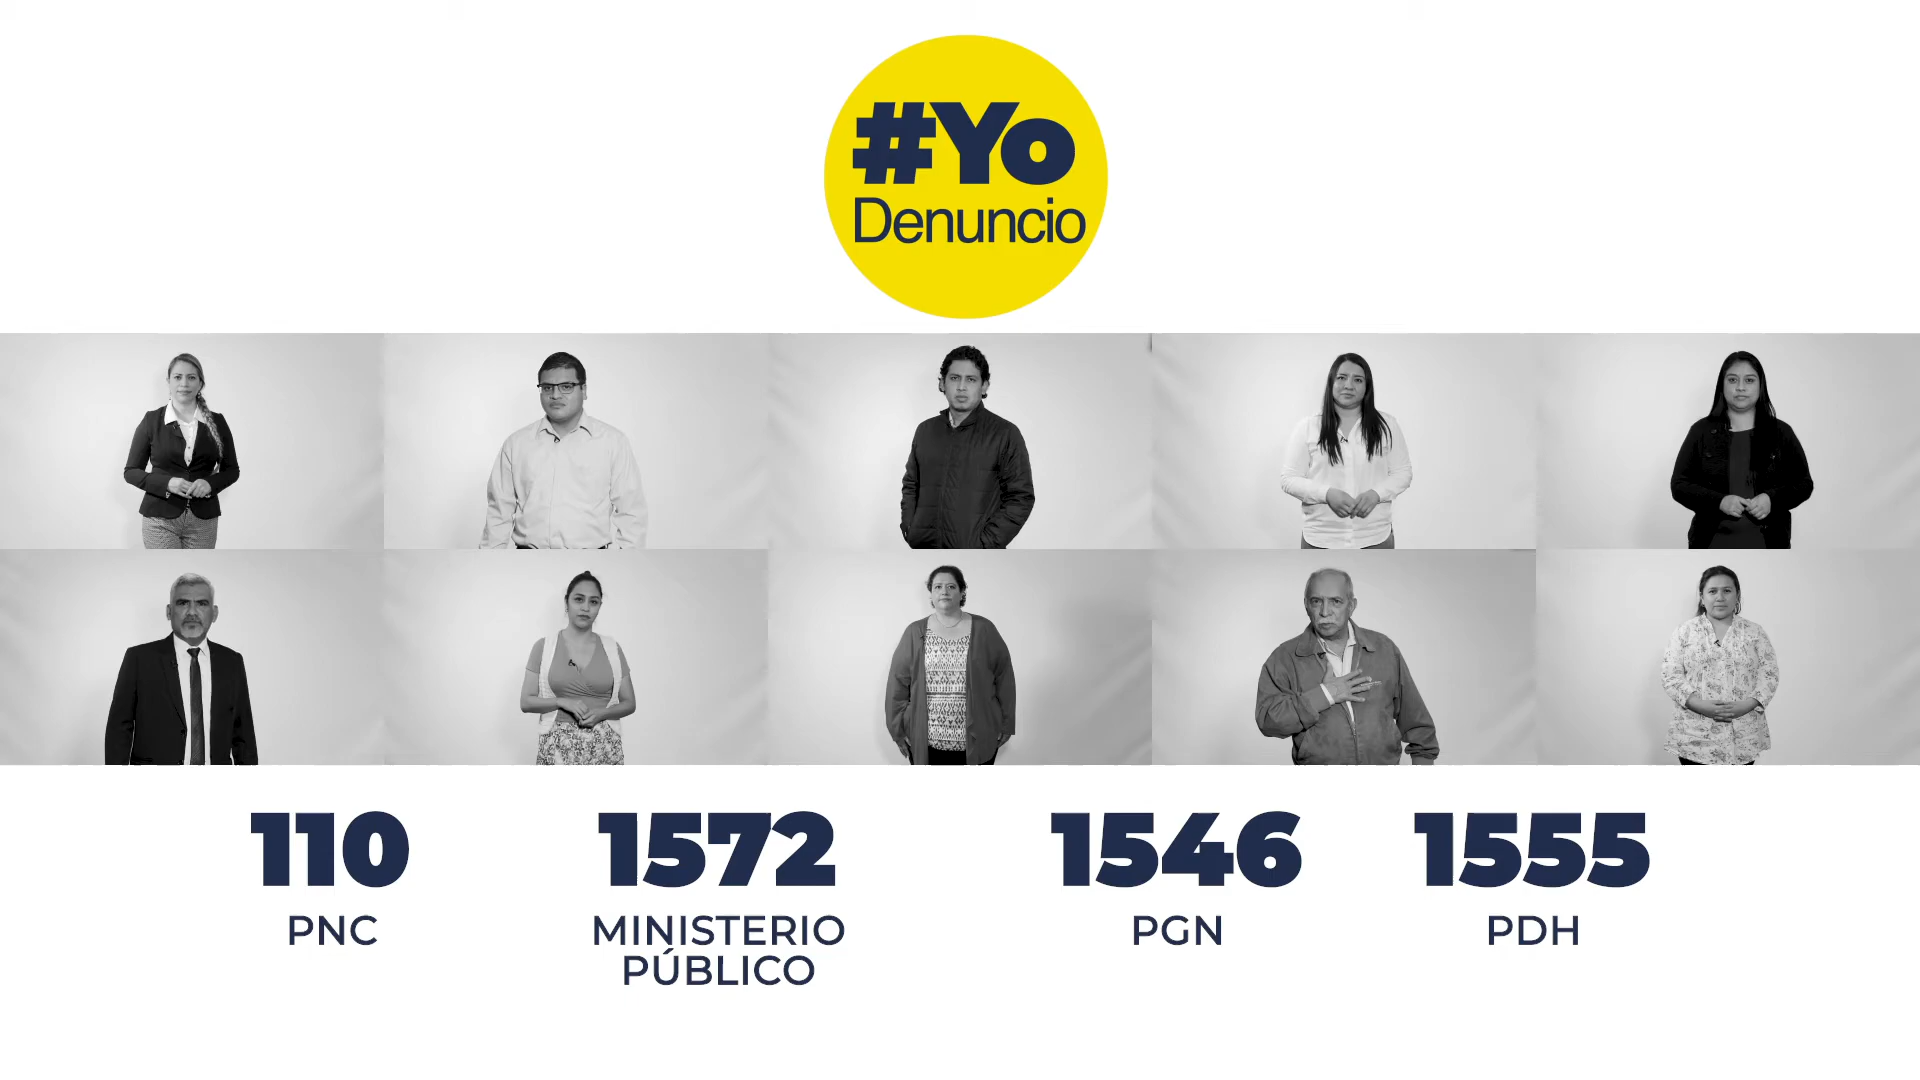 #Yo
Denuncio
110
PNC
1572
MINISTERIO
PÚBLICO
1546
PGN
1555
PDH